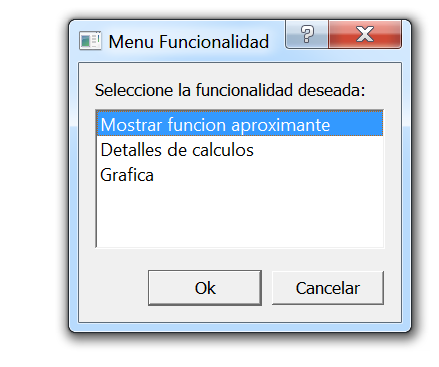 Menu Funcionalidad
?
Seleccione la funcionalidad deseada:
Mostrar funcion aproximante
Detalles de calculos
Grafica
Ok Cancelar